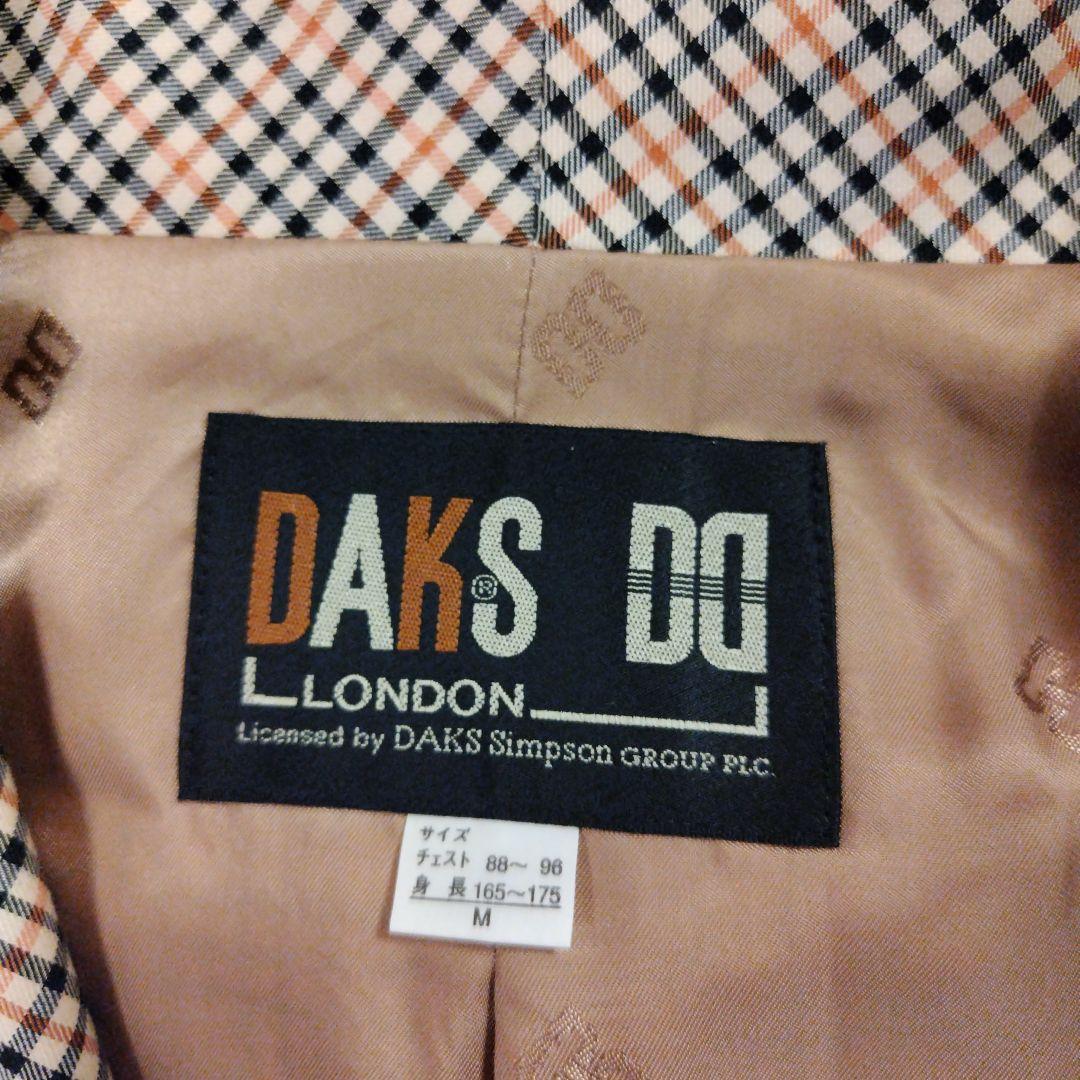 DAKS® DD
LONDON
Licensed by DAKS Simpson GROUP PLC.
サイズ
チェスト 88～ 96
身 長 165～175
M